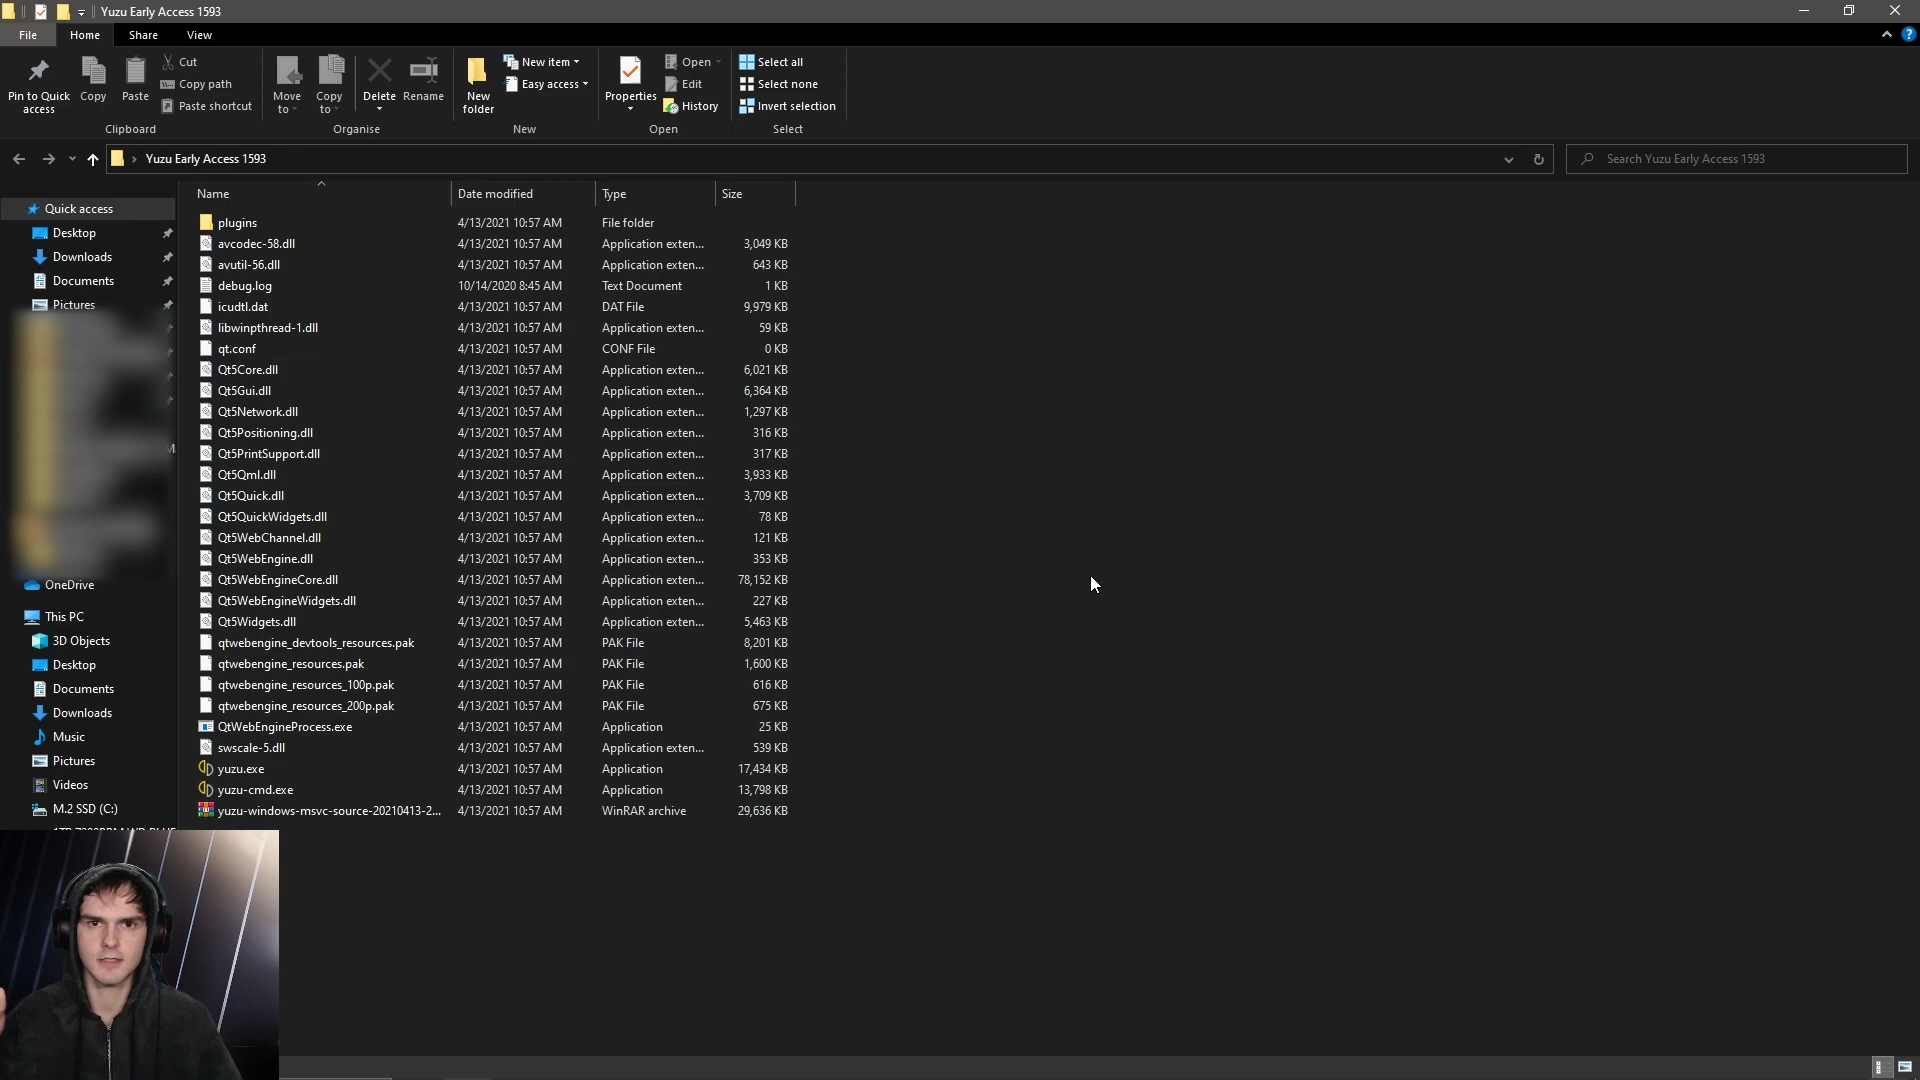 Yuzu Early Access 1593
File Home Share View
Pin to Quick access
Copy
Paste
Cut
Copy path
Paste shortcut
Clipboard
Move to
Copy to
Delete
Rename
Organise
New folder
New item
Easy access
New
Properties
Open
Edit
History
Open
Select all
Select none
Invert selection
Select
Yuzu Early Access 1593
Search Yuzu Early Access 1593
Quick access
Desktop
Downloads
Documents
Pictures
M
OneDrive
This PC
3D Objects
Desktop
Documents
Downloads
Music
Pictures
Videos
M.2 SSD (C:)
Name Date modified Type Size
plugins 4/13/2021 10:57 AM File folder
avcodec-58.dll 4/13/2021 10:57 AM Application exten... 3,049 KB
avutil-56.dll 4/13/2021 10:57 AM Application exten... 643 KB
debug.log 10/14/2020 8:45 AM Text Document 1 KB
icudtl.dat 4/13/2021 10:57 AM DAT File 9,979 KB
libwinpthread-1.dll 4/13/2021 10:57 AM Application exten... 59 KB
qt.conf 4/13/2021 10:57 AM CONF File 0 KB
Qt5Core.dll 4/13/2021 10:57 AM Application exten... 6,021 KB
Qt5Gui.dll 4/13/2021 10:57 AM Application exten... 6,364 KB
Qt5Network.dll 4/13/2021 10:57 AM Application exten... 1,297 KB
Qt5Positioning.dll 4/13/2021 10:57 AM Application exten... 316 KB
Qt5PrintSupport.dll 4/13/2021 10:57 AM Application exten... 317 KB
Qt5Qml.dll 4/13/2021 10:57 AM Application exten... 3,933 KB
Qt5Quick.dll 4/13/2021 10:57 AM Application exten... 3,709 KB
Qt5QuickWidgets.dll 4/13/2021 10:57 AM Application exten... 78 KB
Qt5WebChannel.dll 4/13/2021 10:57 AM Application exten... 121 KB
Qt5WebEngine.dll 4/13/2021 10:57 AM Application exten... 353 KB
Qt5WebEngineCore.dll 4/13/2021 10:57 AM Application exten... 78,152 KB
Qt5WebEngineWidgets.dll 4/13/2021 10:57 AM Application exten... 227 KB
Qt5Widgets.dll 4/13/2021 10:57 AM Application exten... 5,463 KB
qtwebengine_devtools_resources.pak 4/13/2021 10:57 AM PAK File 8,201 KB
qtwebengine_resources.pak 4/13/2021 10:57 AM PAK File 1,600 KB
qtwebengine_resources_100p.pak 4/13/2021 10:57 AM PAK File 616 KB
qtwebengine_resources_200p.pak 4/13/2021 10:57 AM PAK File 675 KB
QtWebEngineProcess.exe 4/13/2021 10:57 AM Application 25 KB
swscale-5.dll 4/13/2021 10:57 AM Application exten... 539 KB
yuzu.exe 4/13/2021 10:57 AM Application 17,434 KB
yuzu-cmd.exe 4/13/2021 10:57 AM Application 13,798 KB
yuzu-windows-msvc-source-20210413-2... 4/13/2021 10:57 AM WinRAR archive 29,636 KB